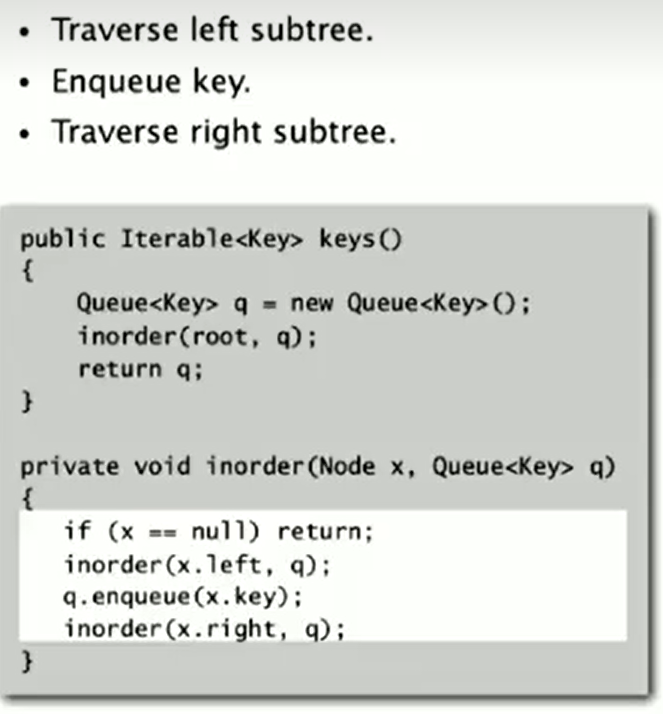 • Traverse left subtree.
• Enqueue key.
• Traverse right subtree.
public Iterable<Key> keys()
{
    Queue<Key> q = new Queue<Key>();
    inorder(root, q);
    return q;
}
private void inorder(Node x, Queue<Key> q)
{
    if (x == null) return;
    inorder(x.left, q);
    q.enqueue(x.key);
    inorder(x.right, q);
}